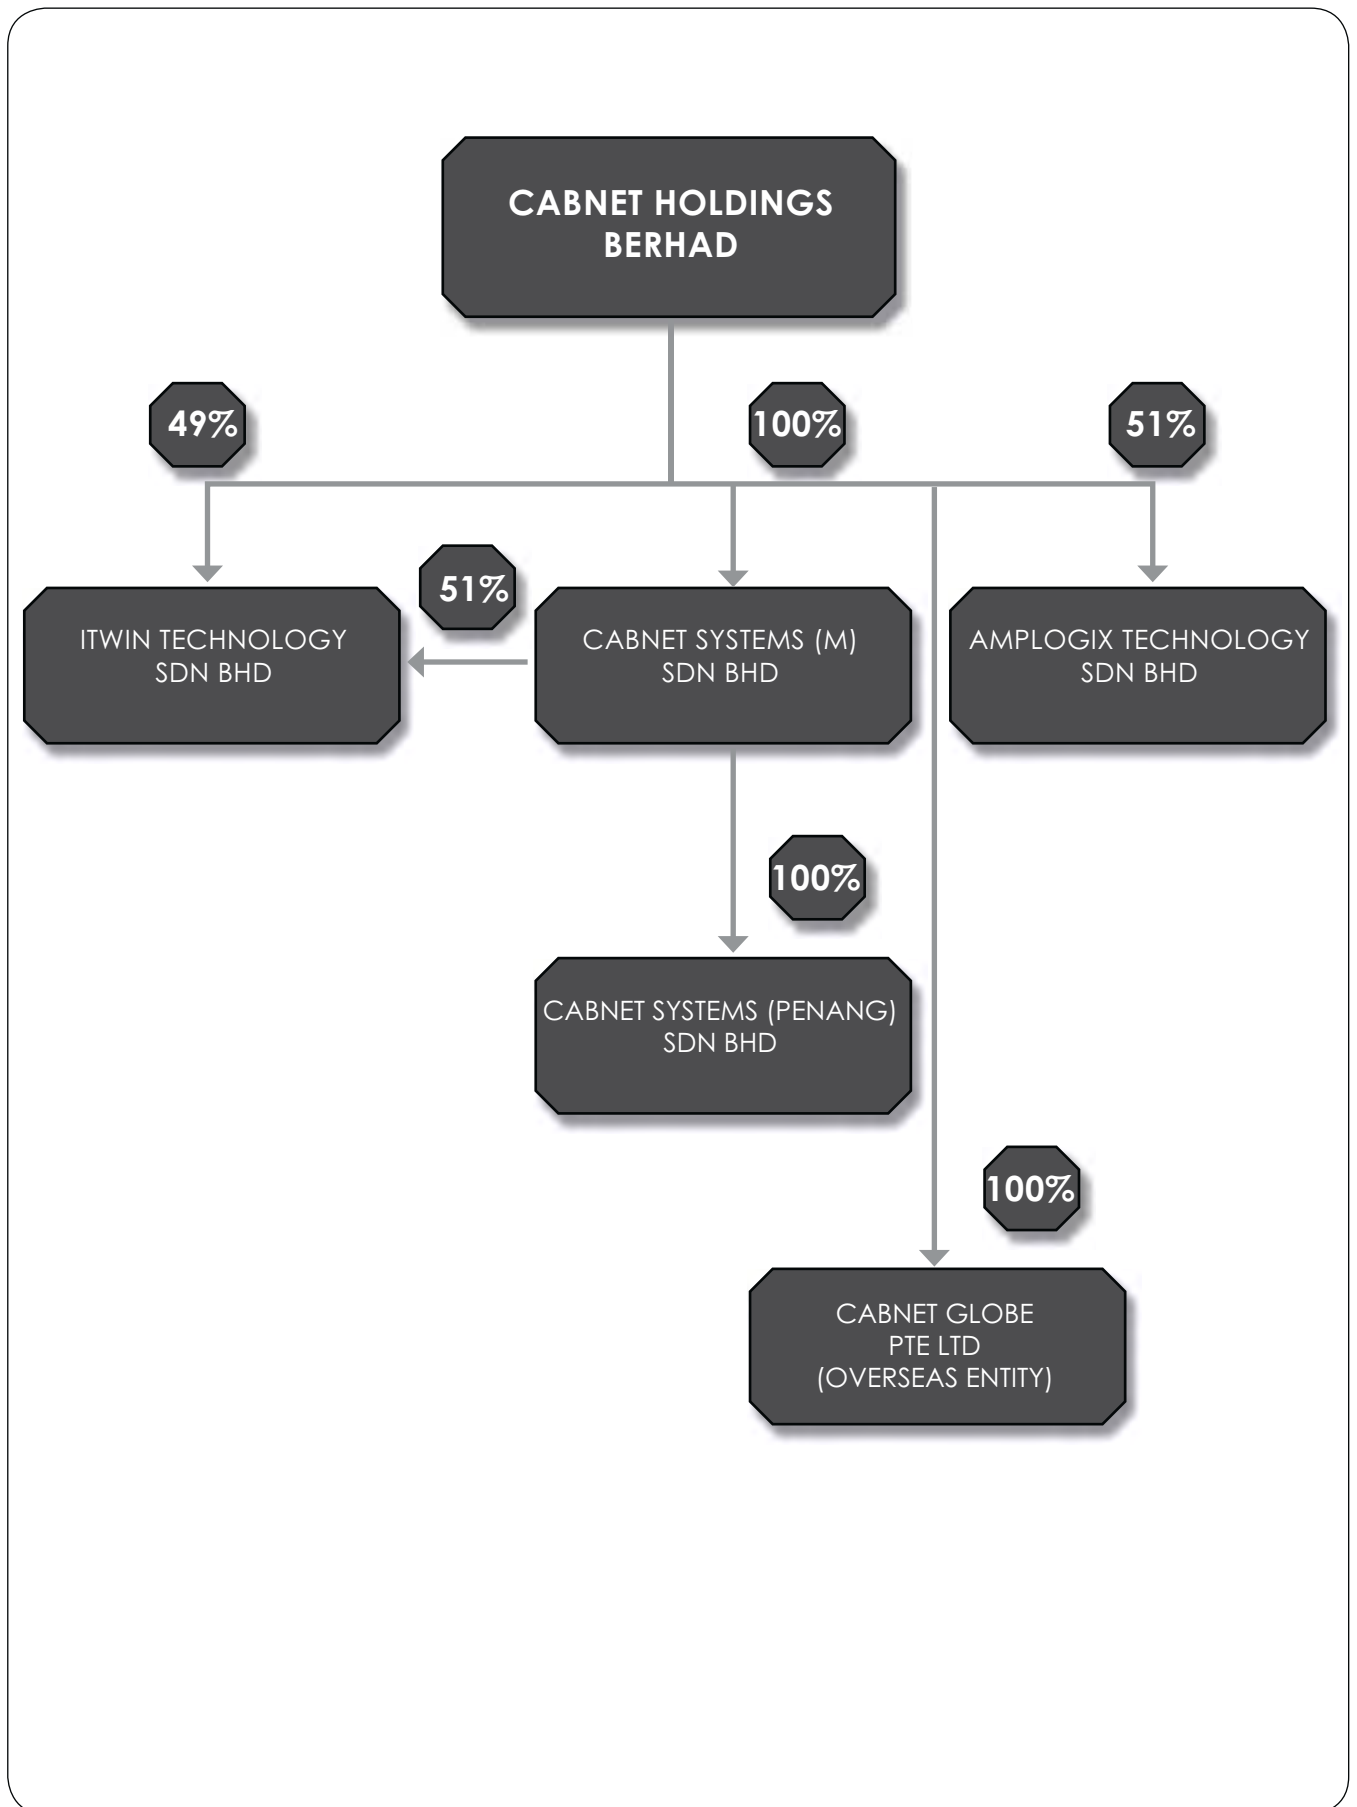 CABNET HOLDINGS
BERHAD
49%
100%
51%
51%
ITWIN TECHNOLOGY
SDN BHD
CABNET SYSTEMS (M)
SDN BHD
AMPLOGIX TECHNOLOGY
SDN BHD
100%
CABNET SYSTEMS (PENANG)
SDN BHD
100%
CABNET GLOBE
PTE LTD
(OVERSEAS ENTITY)